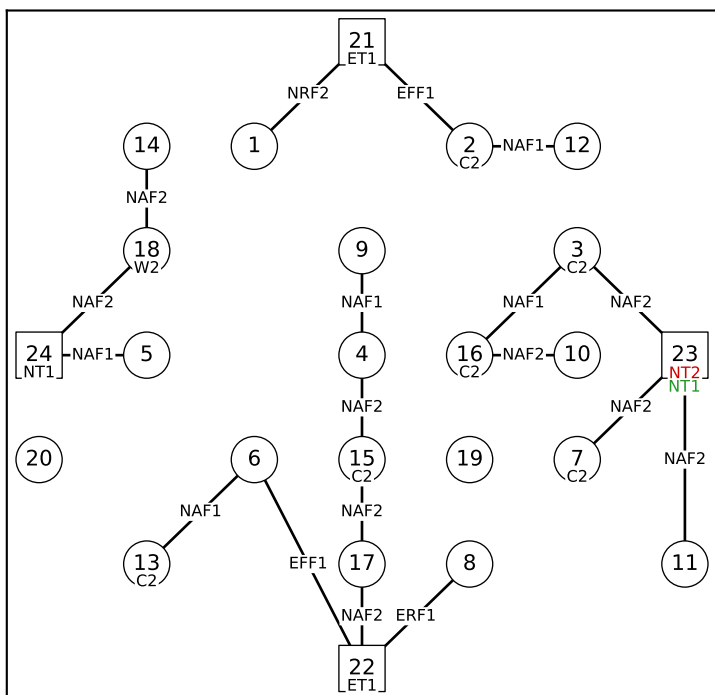 21
ET1
NRF2 EFF1
14 1 2 NAF1 12
C2
NAF2
18 9 3
W2 C2
NAF2 NAF1 NAF1 NAF2
24 NAF1 5 4 16 NAF2 10 23
NT1 C2 NT2
NT1
NAF2 NAF2
20 6 15 19 7 NAF2
C2 C2
NAF1 NAF2
13 EFF1 17 8 11
C2
NAF2 ERF1
22
ET1